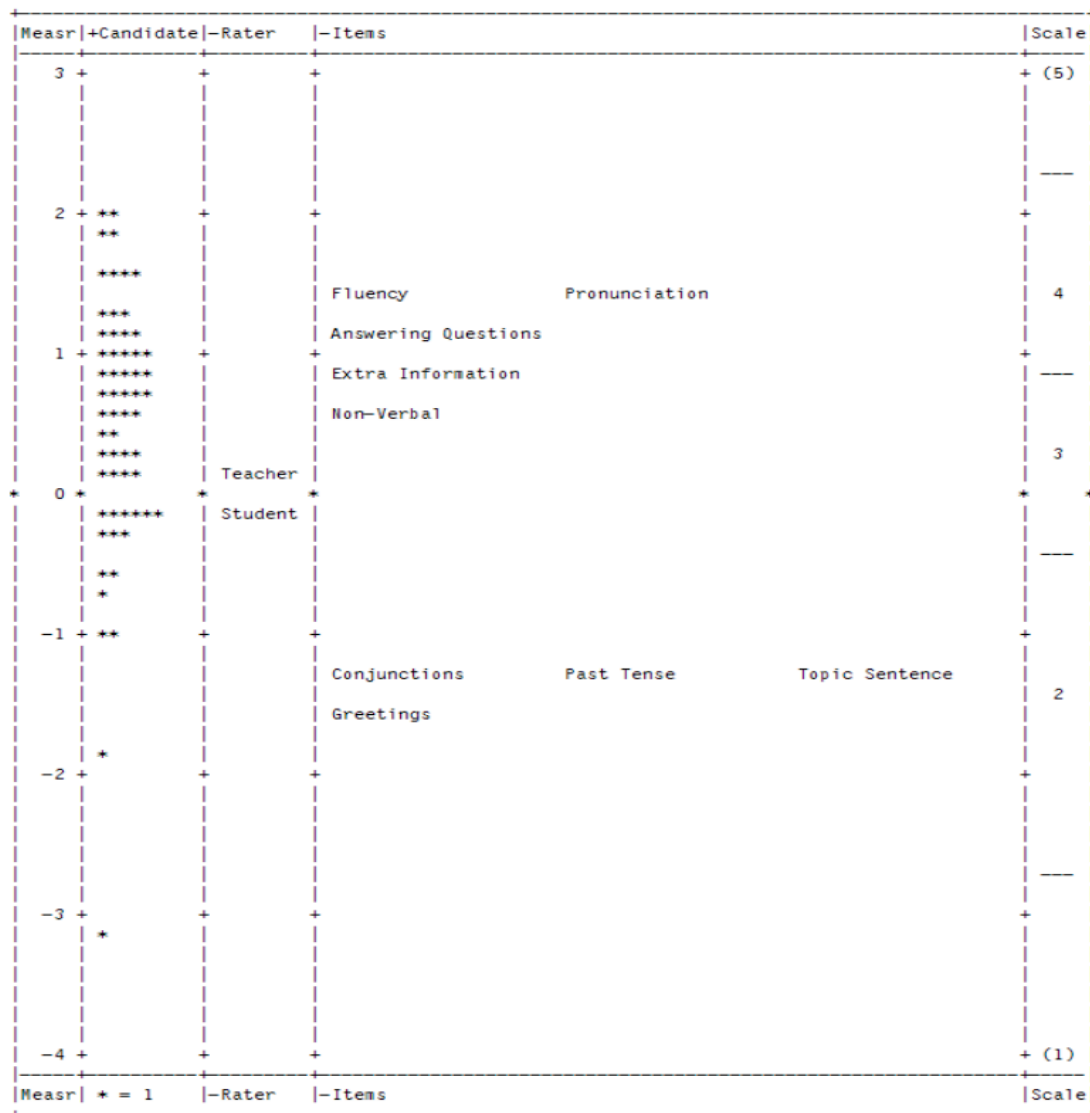 |Measr|+Candidate|-Rater |-Items |Scale
3 (5)
---
2 **
**
****
Fluency Pronunciation 4
***
**** Answering Questions
1 *****
***** Extra Information ---
*****
**** Non-Verbal
**
**** 3
**** Teacher
0
****** Student
***
---
**
*
-1 **
Conjunctions Past Tense Topic Sentence
2
Greetings
*
-2
---
-3
*
-4 (1)
|Measr| * = 1 |-Rater |-Items |Scale